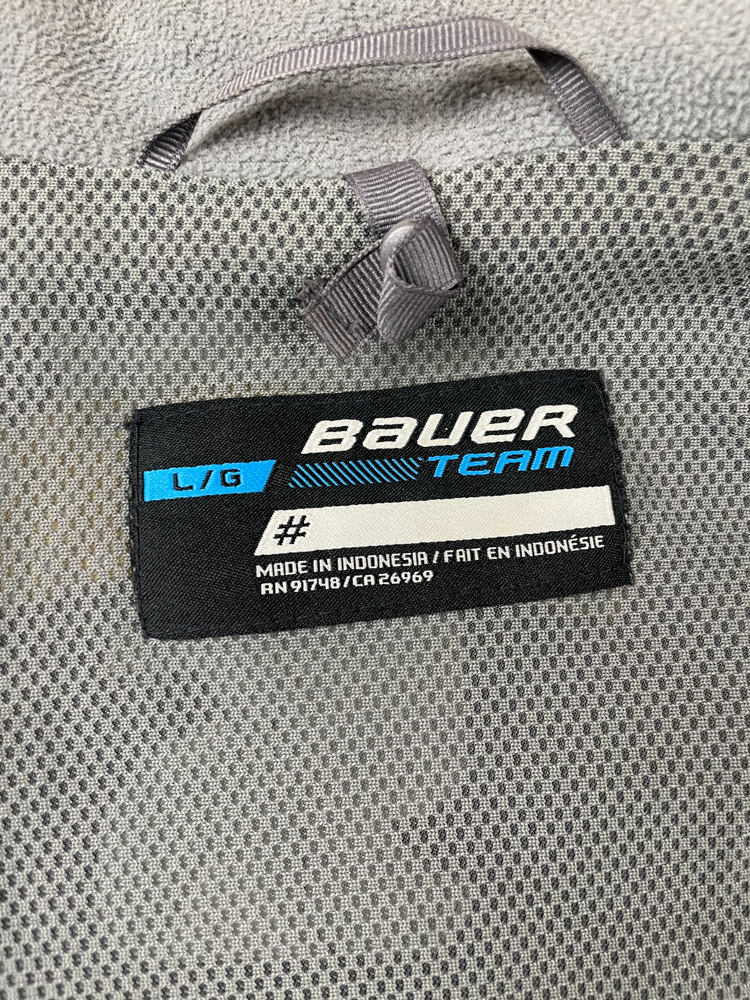 BAUER
L/G TEAM
#
MADE IN INDONESIA / FAIT EN INDONÉSIE
RN 91748/CA 26969